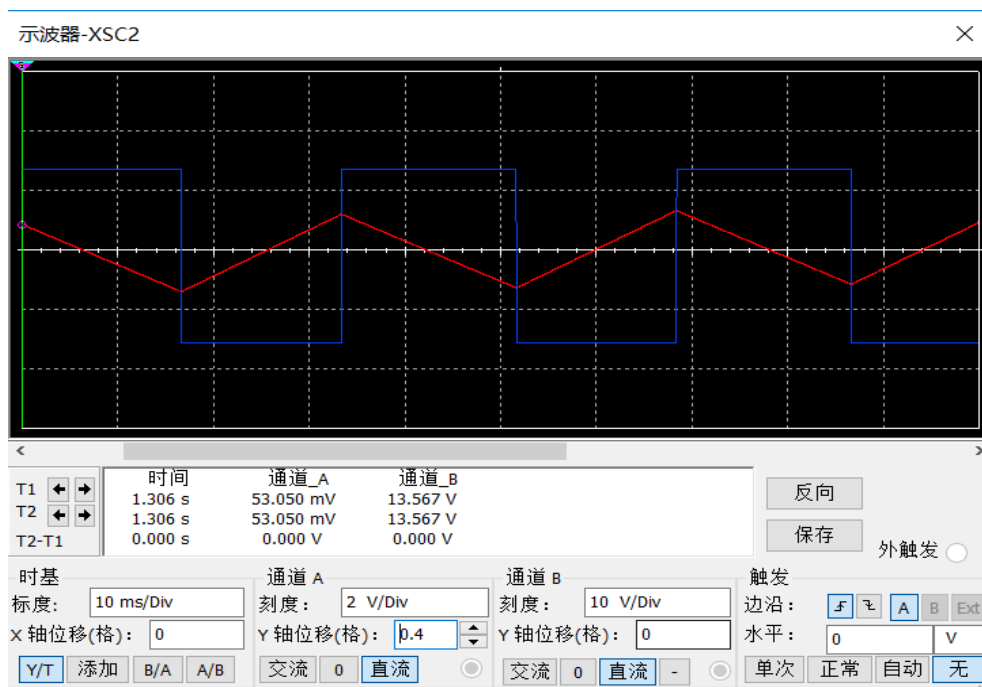 示波器-XSC2
时间 通道_A 通道_B
T1 1.306 s 53.050 mV 13.567 V
T2 1.306 s 53.050 mV 13.567 V
T2-T1 0.000 s 0.000 V 0.000 V
反向
保存
外触发
时基
标度: 10 ms/Div
X 轴位移(格): 0
Y/T 添加 B/A A/B
通道 A
刻度: 2 V/Div
Y 轴位移(格): 0.4
交流 0 直流
通道 B
刻度: 10 V/Div
Y 轴位移(格): 0
交流 0 直流 -
触发
边沿: A B Ext
水平: 0 V
单次 正常 自动 无